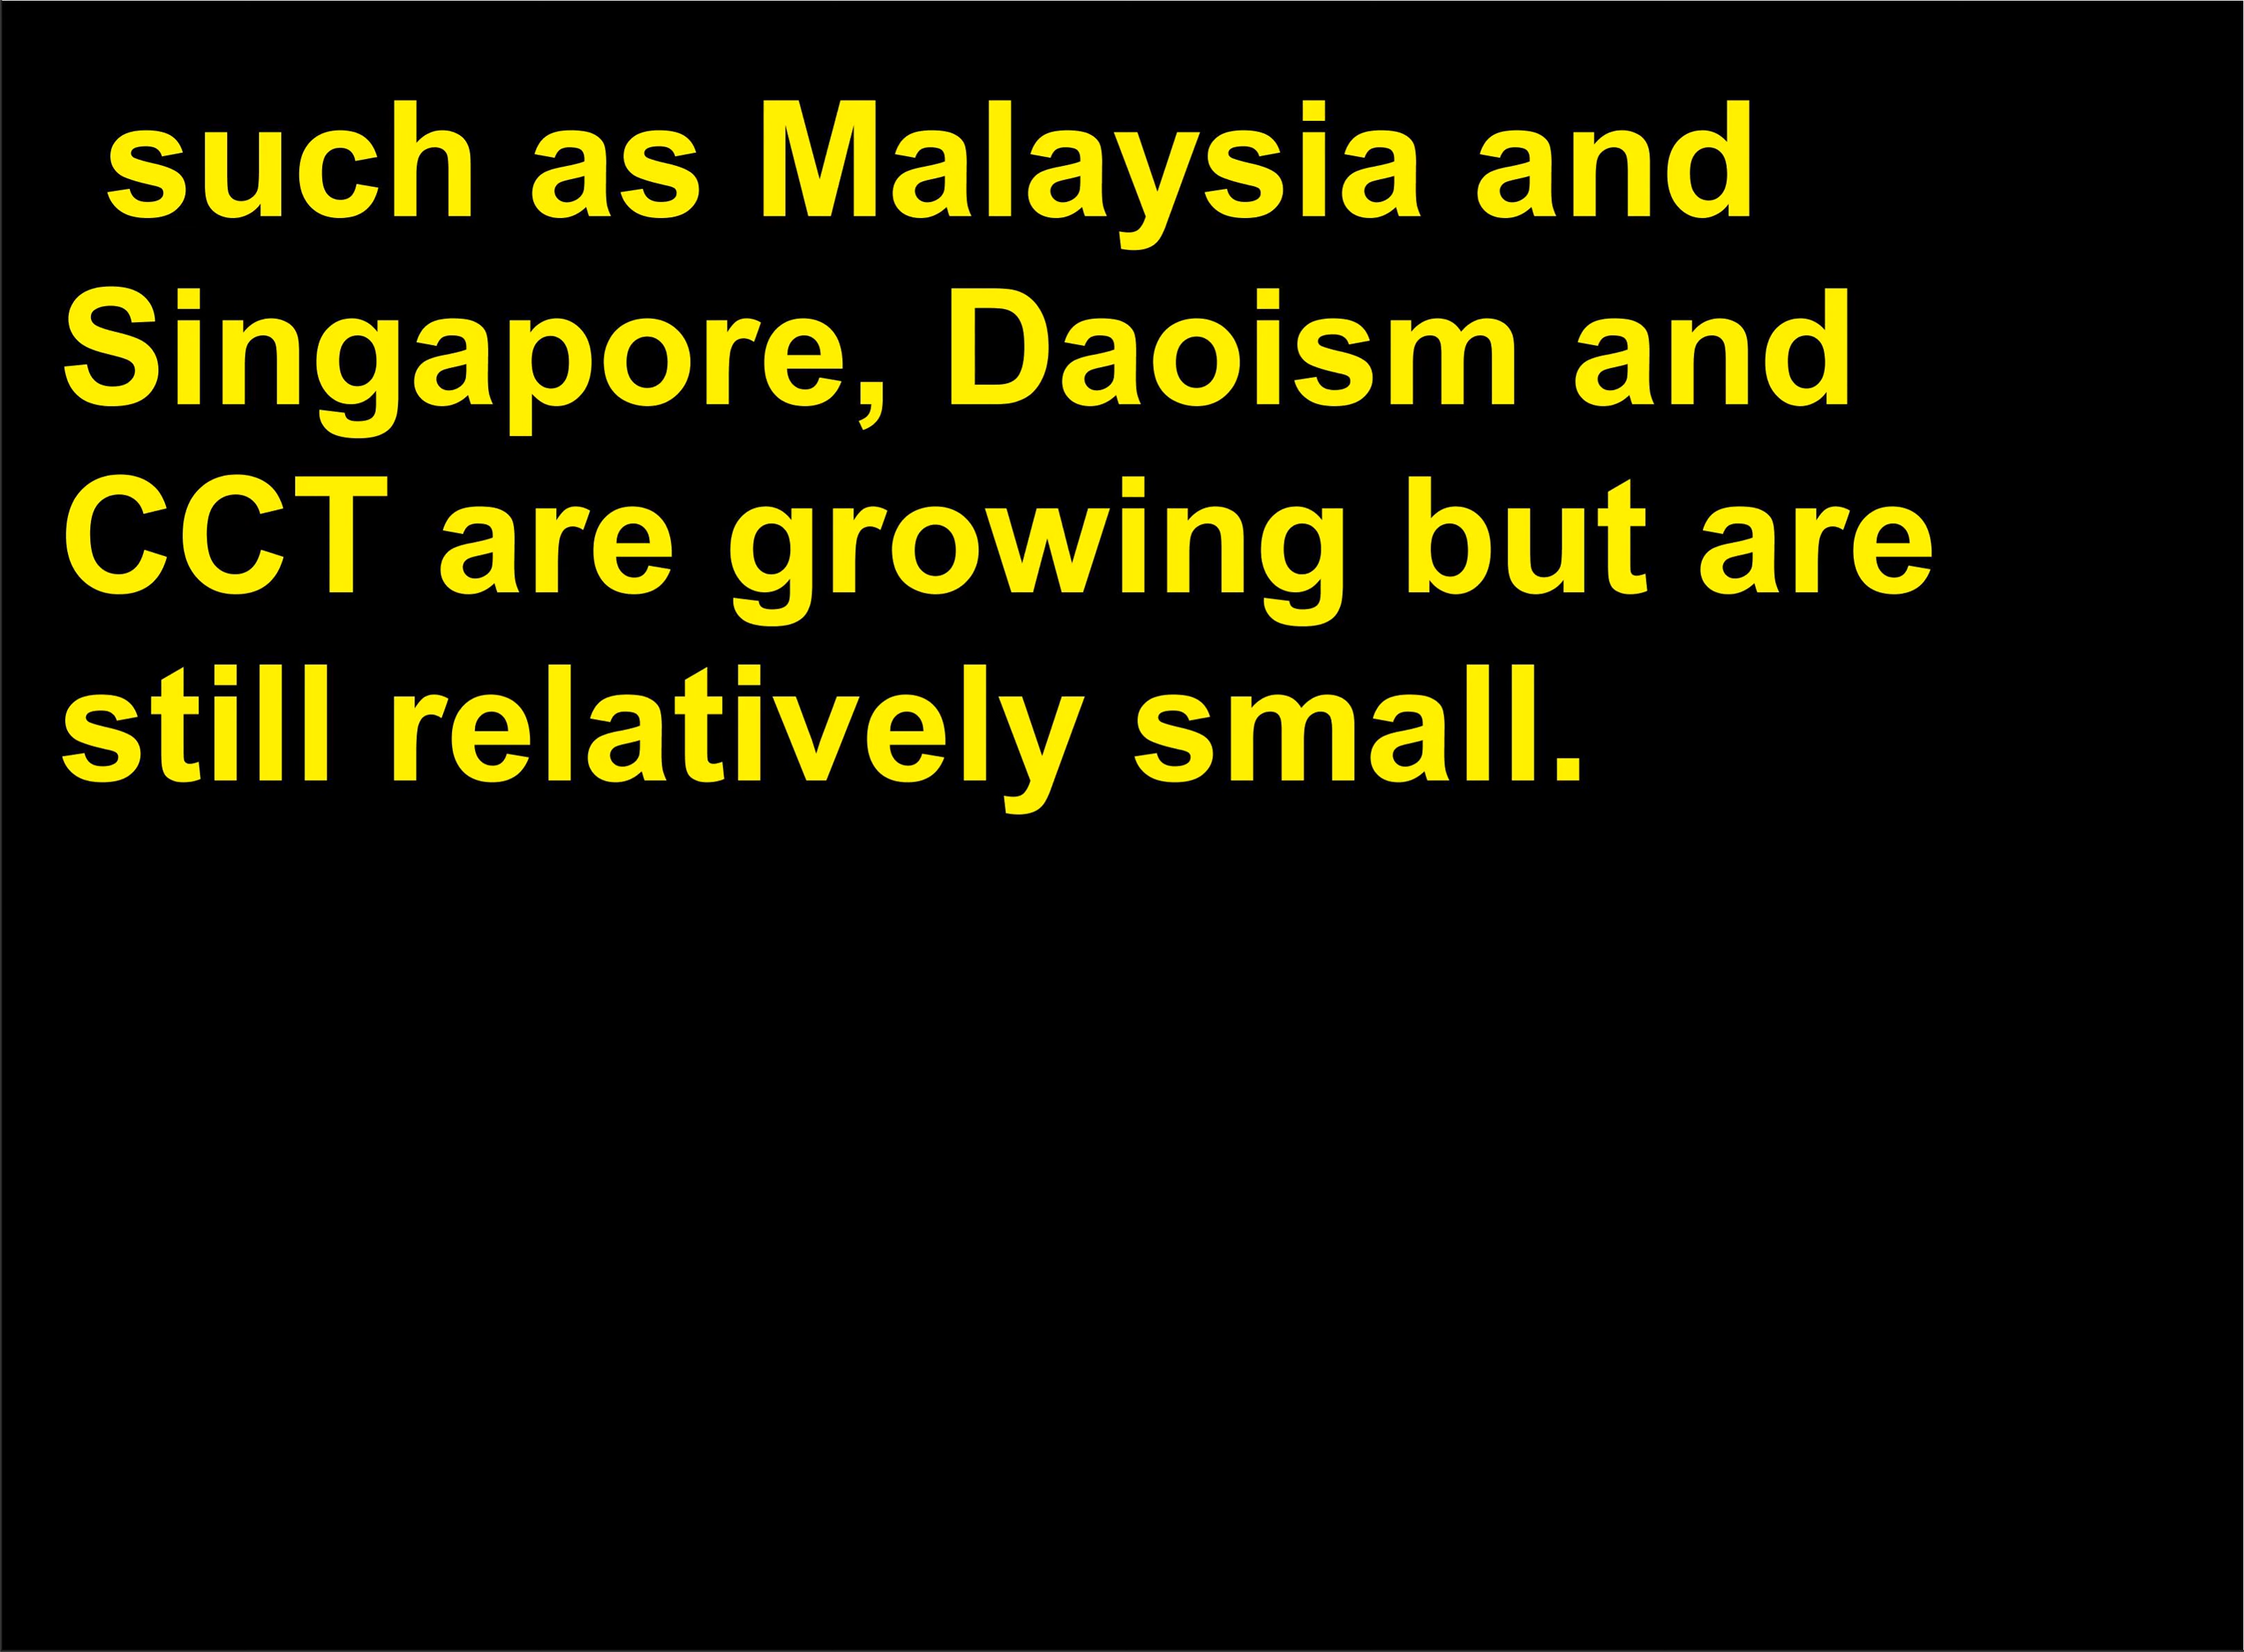 such as Malaysia and
Singapore, Daoism and
CCT are growing but are
still relatively small.